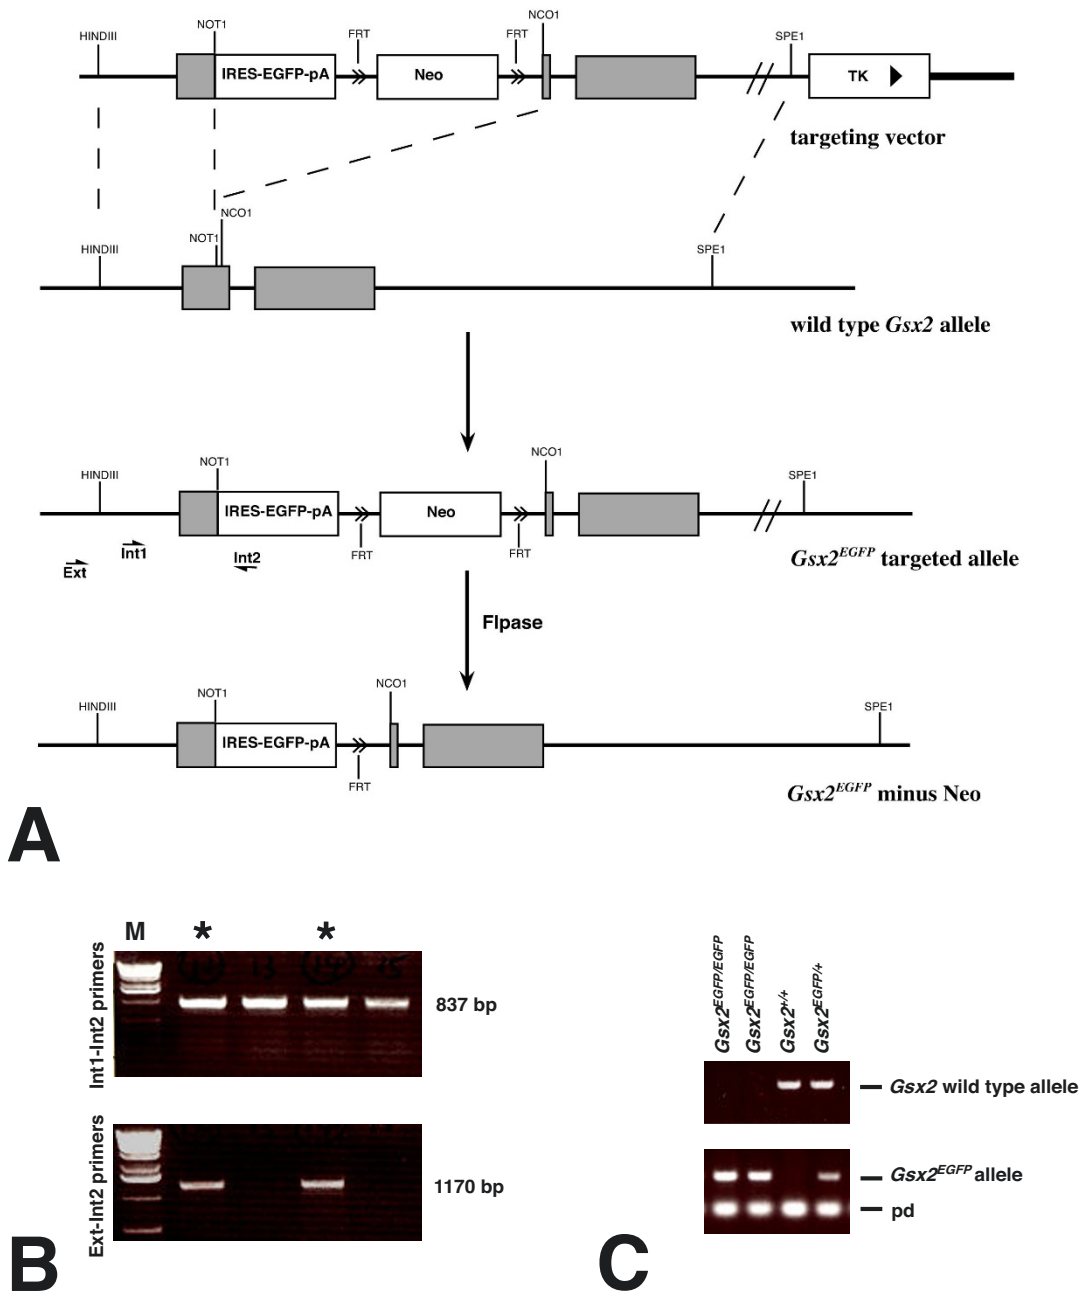 NCO1
NOT1
HINDIII
FRT
FRT
SPE1
IRES-EGFP-pA
Neo
TK
targeting vector
NCO1
NOT1
HINDIII
SPE1
wild type Gsx2 allele
NCO1
NOT1
HINDIII
SPE1
IRES-EGFP-pA
Neo
Int1
Int2
Ext
FRT
FRT
Gsx2EGFP targeted allele
Flpase
NCO1
NOT1
HINDIII
SPE1
IRES-EGFP-pA
FRT
Gsx2EGFP minus Neo
A
M * *
Int1-Int2 primers
837 bp
Ext-Int2 primers
1170 bp
B
Gsx2EGFP/EGFP
Gsx2EGFP/EGFP
Gsx2+/+
Gsx2EGFP/+
Gsx2 wild type allele
Gsx2EGFP allele
pd
C